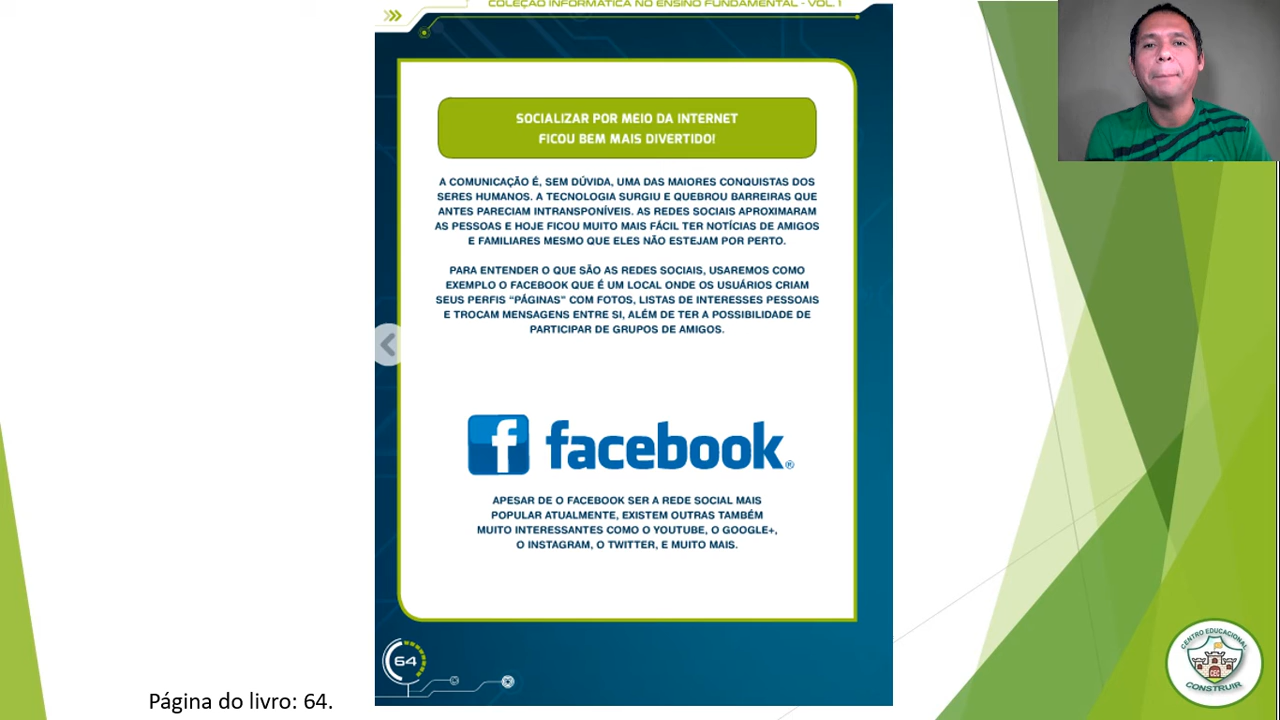 COLEÇÃO INFORMÁTICA NO ENSINO FUNDAMENTAL - VOL.1
SOCIALIZAR POR MEIO DA INTERNET
FICOU BEM MAIS DIVERTIDO!
A COMUNICAÇÃO É, SEM DÚVIDA, UMA DAS MAIORES CONQUISTAS DOS
SERES HUMANOS. A TECNOLOGIA SURGIU E QUEBROU BARREIRAS QUE
ANTES PARECIAM INTRANSPONÍVEIS. AS REDES SOCIAIS APROXIMARAM
AS PESSOAS E HOJE FICOU MUITO MAIS FÁCIL TER NOTÍCIAS DE AMIGOS
E FAMILIARES MESMO QUE ELES NÃO ESTEJAM POR PERTO.
PARA ENTENDER O QUE SÃO AS REDES SOCIAIS, USAREMOS COMO
EXEMPLO O FACEBOOK QUE É UM LOCAL ONDE OS USUÁRIOS CRIAM
SEUS PERFIS “PÁGINAS” COM FOTOS, LISTAS DE INTERESSES PESSOAIS
E TROCAM MENSAGENS ENTRE SI, ALÉM DE TER A POSSIBILIDADE DE
PARTICIPAR DE GRUPOS DE AMIGOS.
f facebook®
APESAR DE O FACEBOOK SER A REDE SOCIAL MAIS
POPULAR ATUALMENTE, EXISTEM OUTRAS TAMBÉM
MUITO INTERESSANTES COMO O YOUTUBE, O GOOGLE+,
O INSTAGRAM, O TWITTER, E MUITO MAIS.
64
Página do livro: 64.
CENTRO EDUCACIONAL
CEC
CONSTRUIR